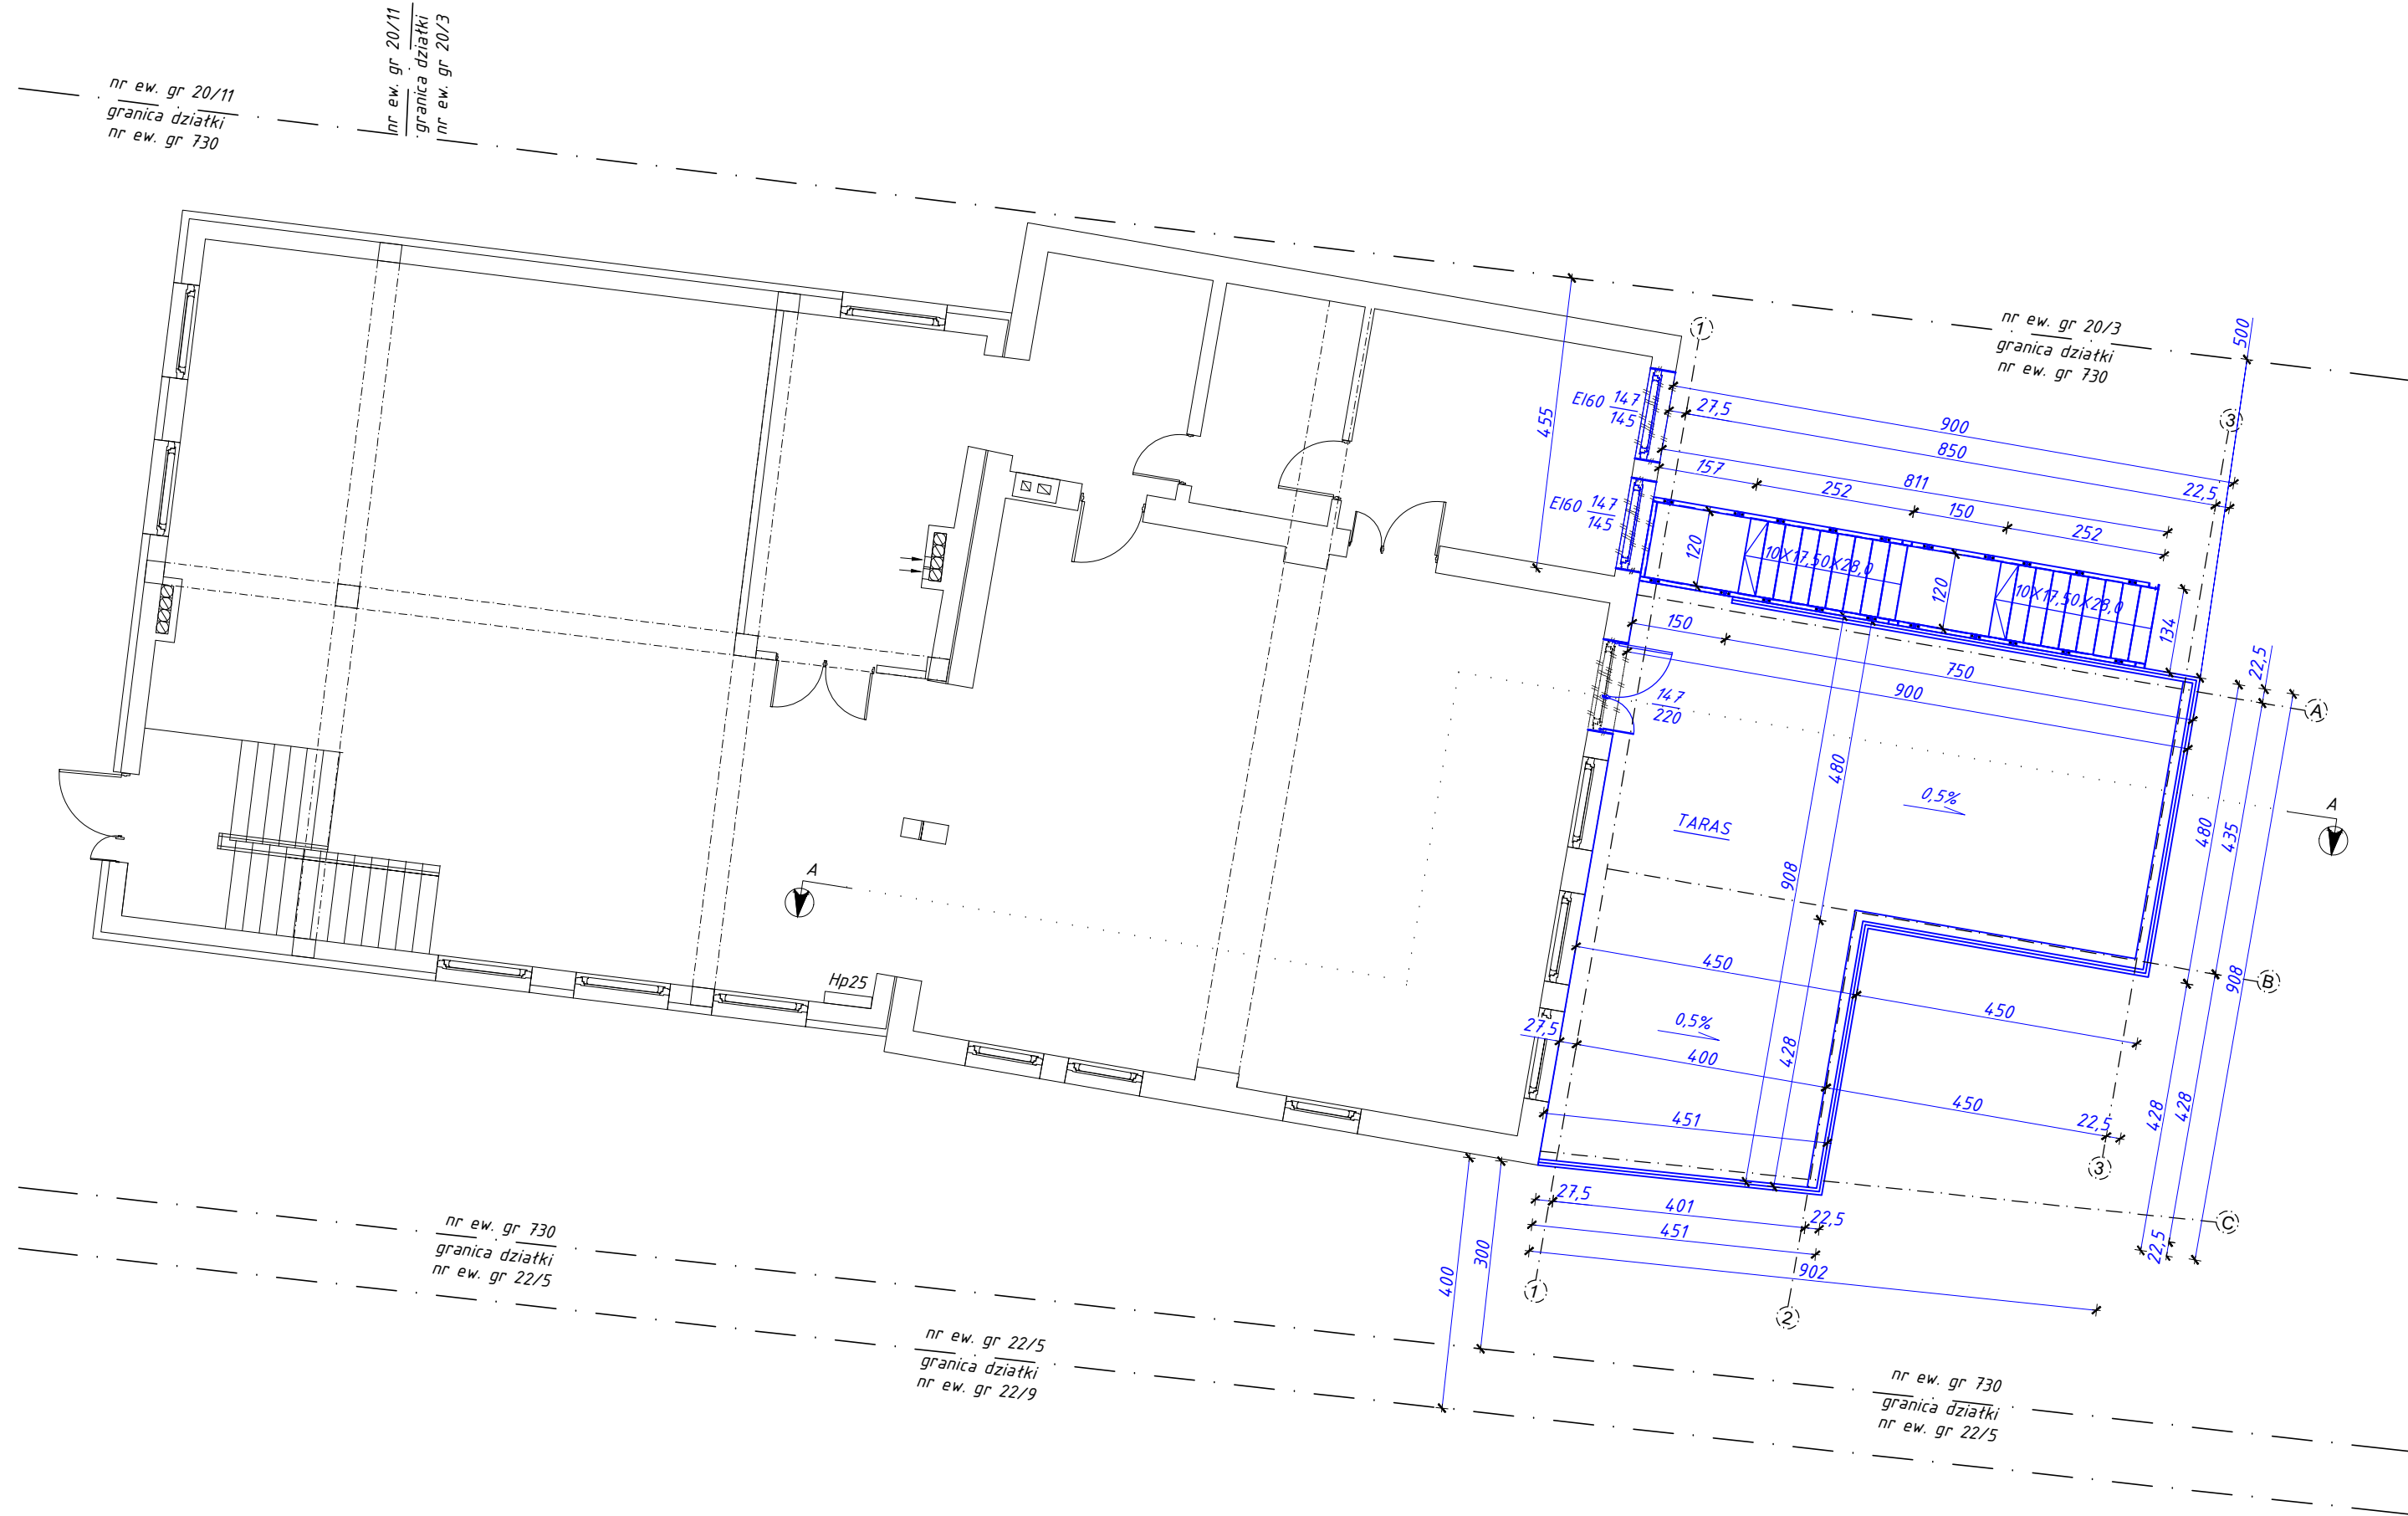 nr ew. gr 20/11
granica działki
nr ew. gr 730
nr ew. gr 20/11
granica działki
nr ew. gr 20/3
nr ew. gr 20/3
granica działki
nr ew. gr 730
500
1
3
455
EI60 147
145
EI60 147
145
27,5
900
850
811
22,5
157
252
150
252
120
10X17,50X28,0
120
10X17,50X28,0
134
150
750
900
22,5
A
147
220
480
0,5%
TARAS
480
435
A
908
A
B
908
450
450
Hp25
0,5%
27,5
400
428
450
22,5
451
428
428
3
27,5
401
22,5
C
451
22,5
902
300
400
1
2
nr ew. gr 730
granica działki
nr ew. gr 22/5
nr ew. gr 22/5
granica działki
nr ew. gr 22/9
nr ew. gr 730
granica działki
nr ew. gr 22/5